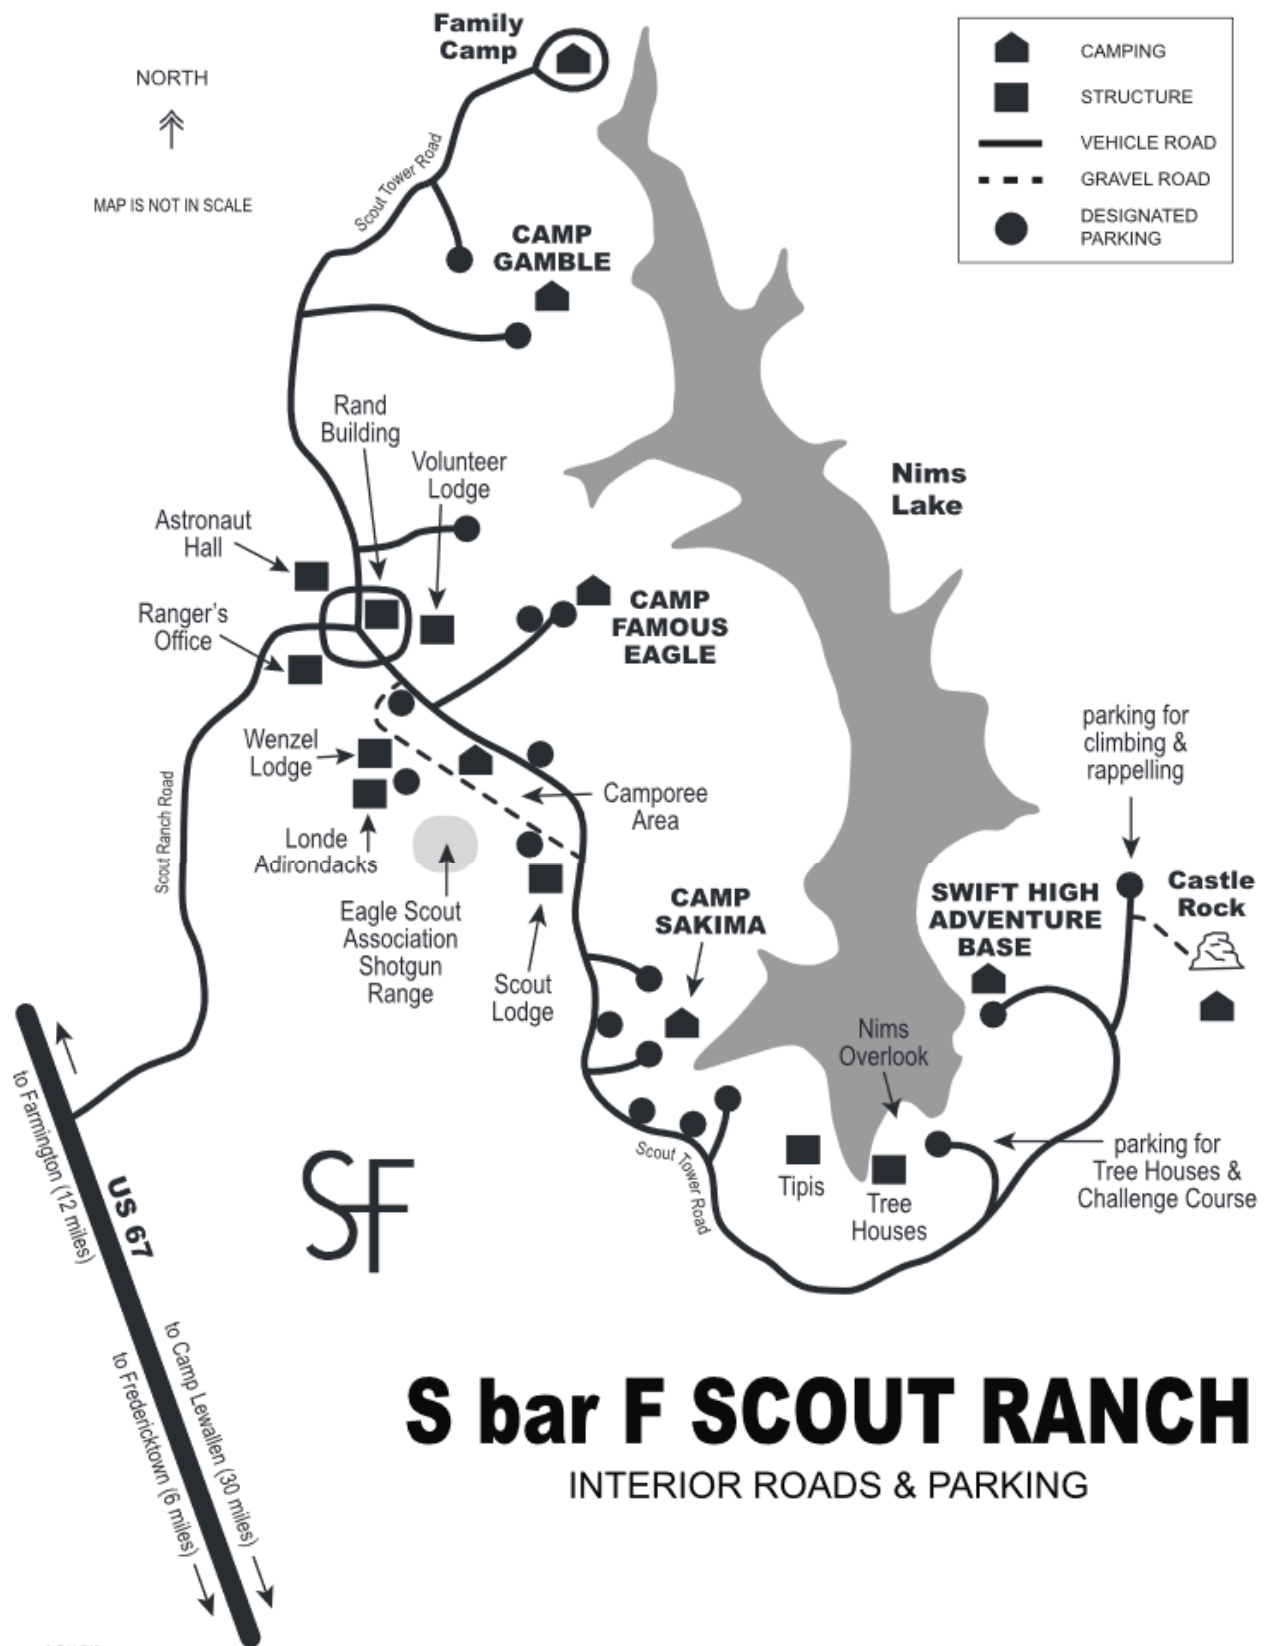 Family
Camp
NORTH
MAP IS NOT IN SCALE
CAMPING
STRUCTURE
VEHICLE ROAD
GRAVEL ROAD
DESIGNATED
PARKING
Scout Tower Road
CAMP
GAMBLE
Rand
Building
Volunteer
Lodge
Nims
Lake
Astronaut
Hall
Ranger's
Office
CAMP
FAMOUS
EAGLE
parking for
climbing &
rappelling
Wenzel
Lodge
Camporee
Area
Scout Ranch Road
Londe
Adirondacks
Eagle Scout
Association
Shotgun
Range
CAMP
SAKIMA
SWIFT HIGH
ADVENTURE
BASE
Castle
Rock
Scout
Lodge
Nims
Overlook
to Farmington (12 miles)
US 67
SF
Scout Tower Road
Tipis
Tree
Houses
parking for
Tree Houses &
Challenge Course
to Camp Lewallen (30 miles)
to Fredericktown (6 miles)
S bar F SCOUT RANCH
INTERIOR ROADS & PARKING